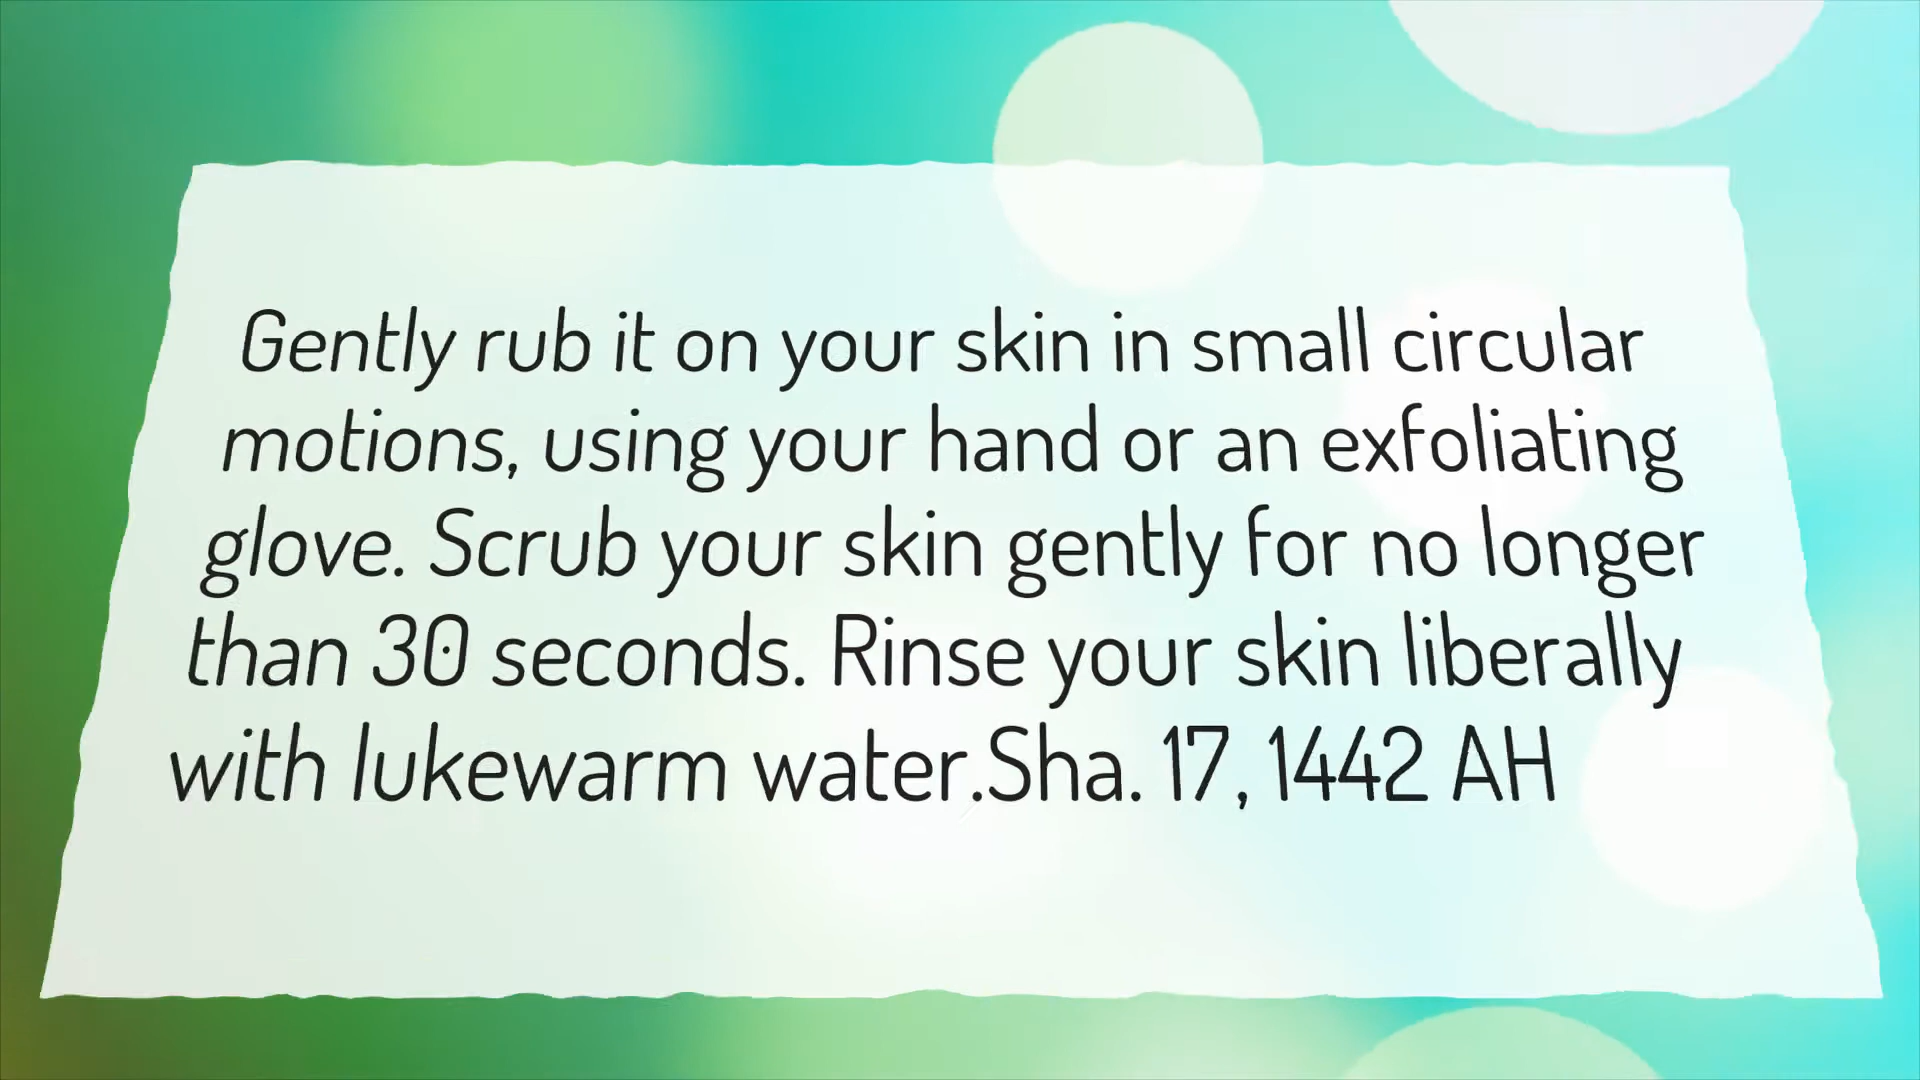 Gently rub it on your skin in small circular
motions, using your hand or an exfoliating
glove. Scrub your skin gently for no longer
than 30 seconds. Rinse your skin liberally
with lukewarm water.Sha. 17, 1442 AH